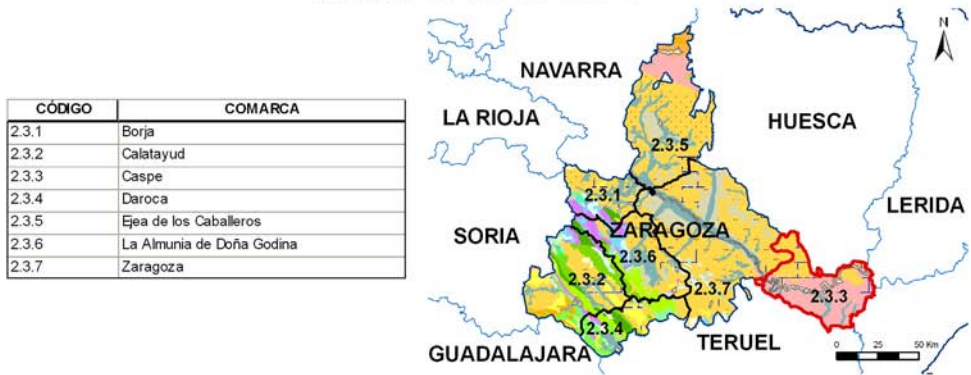 CÓDIGO COMARCA
2.3.1 Borja
2.3.2 Calatayud
2.3.3 Caspe
2.3.4 Daroca
2.3.5 Ejea de los Caballeros
2.3.6 La Almunia de Doña Godina
2.3.7 Zaragoza
N
NAVARRA
LA RIOJA
HUESCA
2.3.5
LERIDA
2.3.1
SORIA
ZARAGOZA
2.3.6
2.3.2
2.3.7
2.3.3
2.3.4
TERUEL
GUADALAJARA
0 25 50 Km